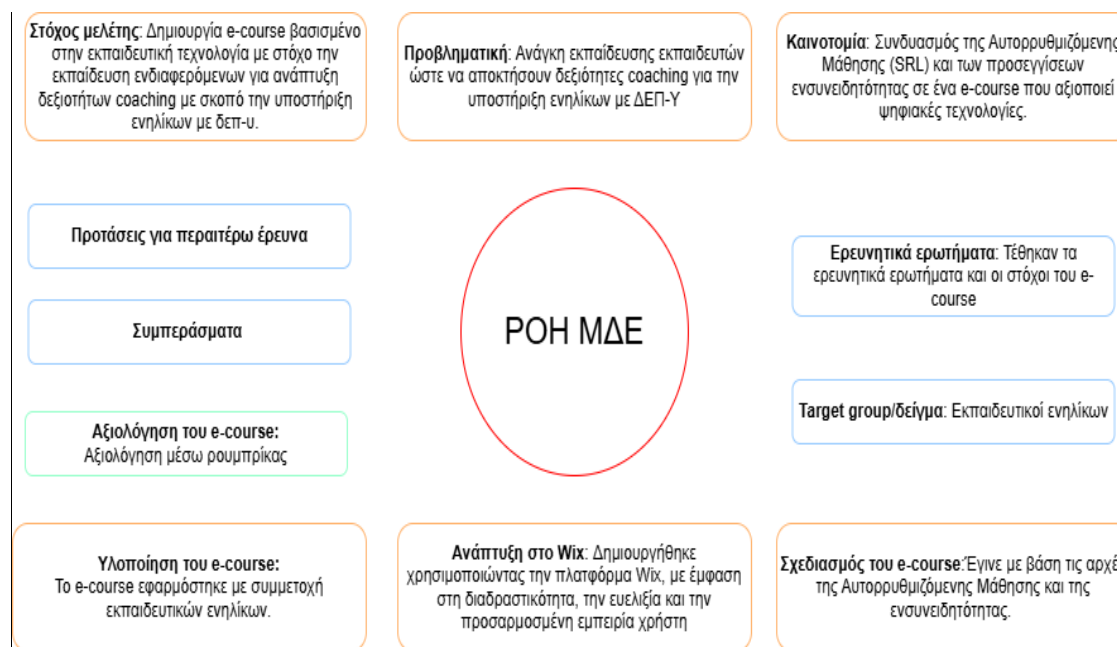 Στόχος μελέτης: Δημιουργία e-course βασισμένο
στην εκπαιδευτική τεχνολογία με στόχο την
εκπαίδευση ενδιαφερόμενων για ανάπτυξη
δεξιοτήτων coaching με σκοπό την υποστήριξη
ενηλίκων με δεπ-υ.
Προβληματική: Ανάγκη εκπαίδευσης εκπαιδευτών
ώστε να αποκτήσουν δεξιότητες coaching για την
υποστήριξη ενηλίκων με ΔΕΠ-Υ
Καινοτομία: Συνδυασμός της Αυτορρυθμιζόμενης
Μάθησης (SRL) και των προσεγγίσεων
ενσυνειδητότητας σε ένα e-course που αξιοποιεί
ψηφιακές τεχνολογίες.
Προτάσεις για περαιτέρω έρευνα
Συμπεράσματα
Αξιολόγηση του e-course:
Αξιολόγηση μέσω ρουμπρίκας
ΡΟΗ ΜΔΕ
Ερευνητικά ερωτήματα: Τέθηκαν τα
ερευνητικά ερωτήματα και οι στόχοι του e-
course
Target group/δείγμα: Εκπαιδευτικοί ενηλίκων
Υλοποίηση του e-course:
Το e-course εφαρμόστηκε με συμμετοχή
εκπαιδευτικών ενηλίκων.
Ανάπτυξη στο Wix: Δημιουργήθηκε
χρησιμοποιώντας την πλατφόρμα Wix, με έμφαση
στη διαδραστικότητα, την ευελιξία και την
προσαρμοσμένη εμπειρία χρήστη
Σχεδιασμός του e-course:Έγινε με βάση τις αρχέ
της Αυτορρυθμιζόμενης Μάθησης και της
ενσυνειδητότητας.